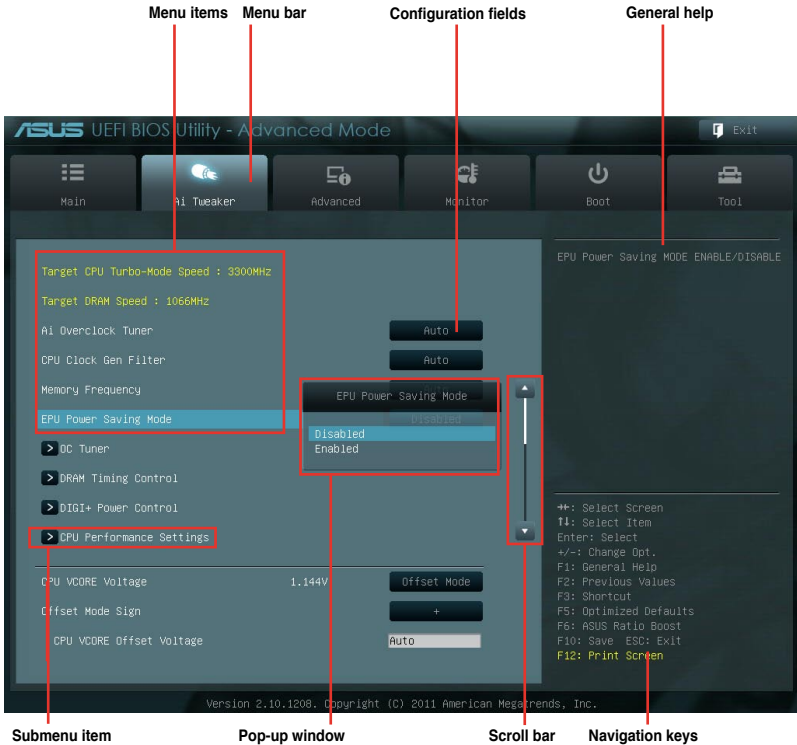 Menu items Menu bar Configuration fields General help
ASUS UEFI BIOS Utility - Advanced Mode
Exit
Main Ai Tweaker Advanced Monitor Boot Tool
EPU Power Saving MODE ENABLE/DISABLE
Target CPU Turbo-Mode Speed : 3300MHz
Target DRAM Speed : 1066MHz
Ai Overclock Tuner Auto
CPU Clock Gen Filter Auto
Memory Frequency Auto
EPU Power Saving Mode Disabled
EPU Power Saving Mode
Disabled
Enabled
> OC Tuner
> DRAM Timing Control
> DIGI+ Power Control
> CPU Performance Settings
CPU VCORE Voltage 1.144V Offset Mode
Offset Mode Sign +
CPU VCORE Offset Voltage Auto
→←: Select Screen
↑↓: Select Item
Enter: Select
+/-: Change Opt.
F1: General Help
F2: Previous Values
F3: Shortcut
F5: Optimized Defaults
F6: ASUS Ratio Boost
F10: Save ESC: Exit
F12: Print Screen
Version 2.10.1208. Copyright (C) 2011 American Megatrends, Inc.
Submenu item Pop-up window Scroll bar Navigation keys